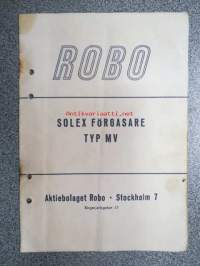 ROBO
SOLEX FÖRGASARE
TYP MV
Antikvariaatti.net
Aktiebolaget Robo · Stockholm 7